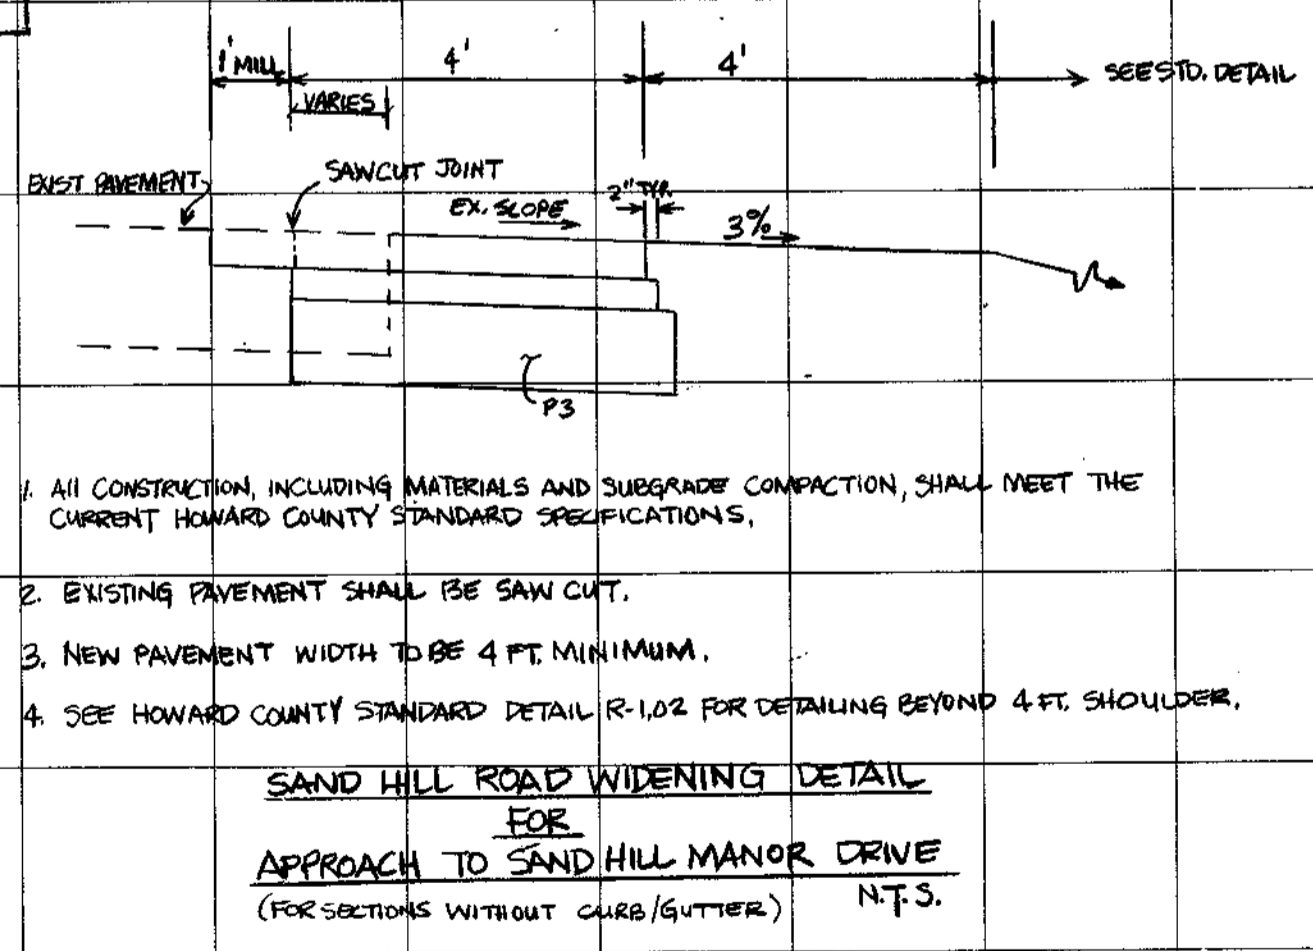 1' MILL
4'
4'
SEE STD. DETAIL
VARIES
EXIST PAVEMENT
SAWCUT JOINT
2" TYP.
EX. SLOPE
3%
P3
1. All CONSTRUCTION, INCLUDING MATERIALS AND SUBGRADE COMPACTION, SHALL MEET THE
CURRENT HOWARD COUNTY STANDARD SPECIFICATIONS.
2. EXISTING PAVEMENT SHALL BE SAW CUT.
3. NEW PAVEMENT WIDTH TO BE 4 FT. MINIMUM.
4. SEE HOWARD COUNTY STANDARD DETAIL R-1.02 FOR DETAILING BEYOND 4 FT. SHOULDER.
SAND HILL ROAD WIDENING DETAIL
FOR
APPROACH TO SAND HILL MANOR DRIVE
(FOR SECTIONS WITHOUT CURB/GUTTER) N.T.S.